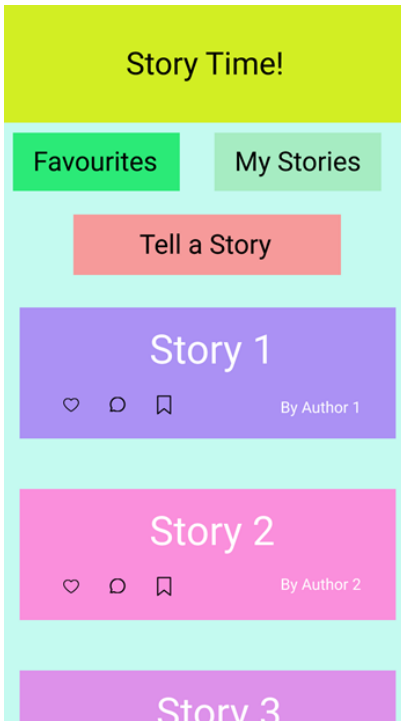 Story Time!
Favourites
My Stories
Tell a Story
Story 1
By Author 1
Story 2
By Author 2
Story 3